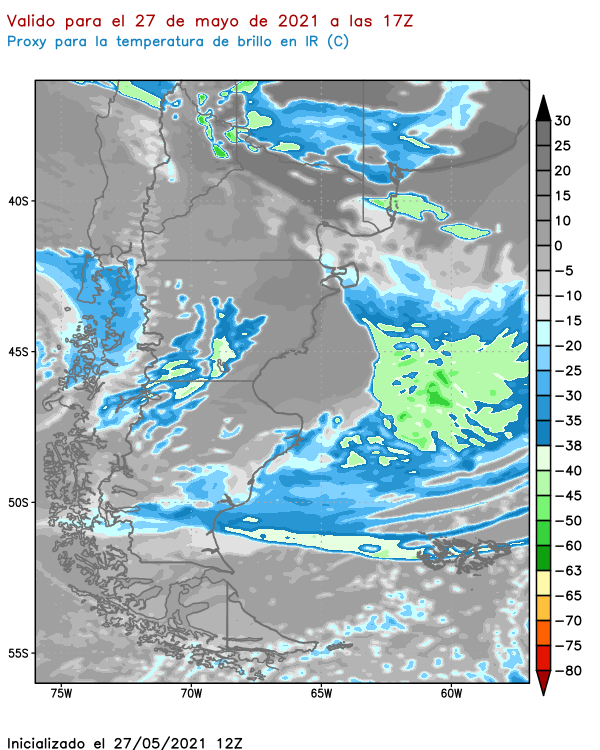 Valido para el 27 de mayo de 2021 a las 17Z
Proxy para la temperatura de brillo en IR (C)
30
25
20
15
10
0
−5
−10
−15
−20
−25
−30
−35
−38
−40
−45
−50
−60
−63
−65
−70
−75
−80
40S
45S
50S
55S
75W 70W 65W 60W
Inicializado el 27/05/2021 12Z